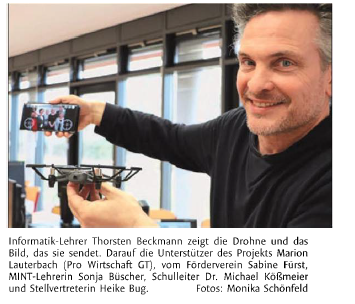 Informatik-Lehrer Thorsten Beckmann zeigt die Drohne und das
Bild, das sie sendet. Darauf die Unterstützer des Projekts Marion
Lauterbach (Pro Wirtschaft GT), vom Förderverein Sabine Fürst,
MINT-Lehrerin Sonja Büscher, Schulleiter Dr. Michael Kößmeier
und Stellvertreterin Heike Bug. Fotos: Monika Schönfeld